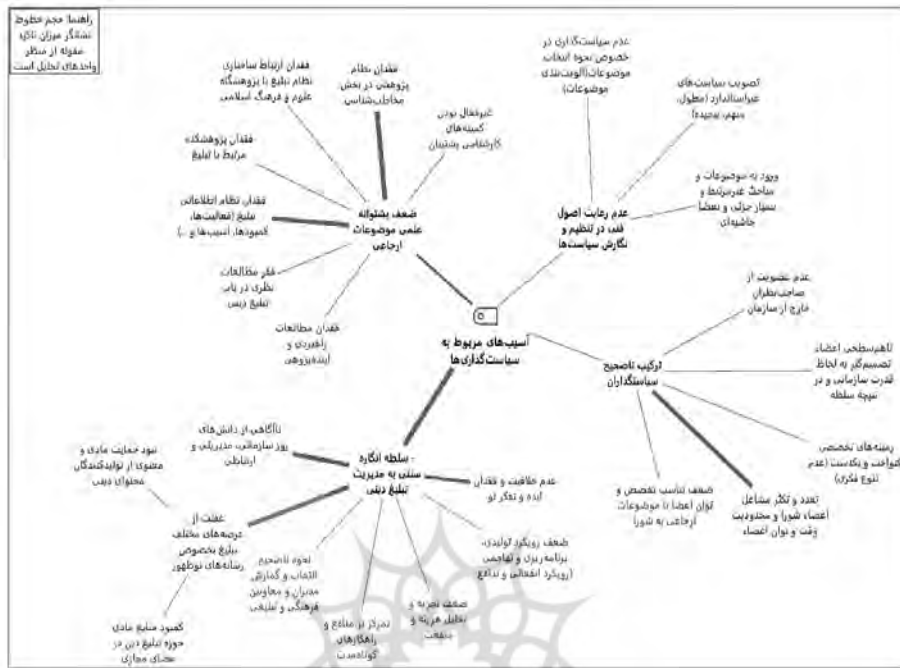 راهنما: حجم خطوط
نشانگر میزان تاکید
مقوله از منظر
واحدهای تحلیل است
عدم سیاست‌گذاری در
خصوص نحوه انتخاب
موضوعات(اولویت‌بندی
موضوعات)
تصویب سیاست‌های
غیراستاندارد (مطول،
مبهم، پیچیده)
ورود به موضوعات و
مباحث غیرمرتبط و
بسیار جزئی و بعضا
حاشیه‌ای
عدم رعایت اصول
فنی در تنظیم و
نگارش سیاست‌ها
فقدان نظام
پژوهشی در بخش
مخاطب‌شناسی
فقدان ارتباط ساختاری
نظام تبلیغ با پژوهشگاه
علوم و فرهنگ اسلامی
غیرفعال بودن
کمیته‌های
کارشناسی پشتیبان
فقدان پژوهشکده
مرتبط با تبلیغ
فقدان نظام اطلاعاتی
تبلیغ (فعالیت‌ها،
کمبودها، آسیب‌ها و ...)
ضعف پشتوانه
علمی موضوعات
ارجاعی
فقر مطالعات
نظری در باب
تبلیغ دینی
فقدان مطالعات
راهبردی و
آینده‌پژوهی
آسیب‌های مربوط به
سیاست‌گذاری‌ها
عدم عضویت از
صاحب‌نظران
خارج از سازمان
ناهم‌سطحی اعضاء
تصمیم‌گیر به لحاظ
قدرت سازمانی و در
نتیجه سلطه
ترکیب ناصحیح
سیاستگذاران
زمینه‌های تخصصی
یکنواخت و یکدست (عدم
تنوع فکری)
تعدد و تکثر مشاغل
اعضاء شورا و محدودیت
وقت و توان اعضاء
ضعف تناسب تخصص و
توان اعضا با موضوعات
ارجاعی به شورا
سلطه انگاره
سنتی به مدیریت
تبلیغ دینی
ناآگاهی از دانش‌های
روز سازمانی، مدیریتی و
ارتباطی
نبود حمایت مادی و
معنوی از تولیدکنندگان
محتوای دینی
غفلت از
عرصه‌های مختلف
تبلیغ بخصوص
رسانه‌های نوظهور
کمبود منابع مادی
حوزه تبلیغ دین در
فضای مجازی
عدم خلاقیت و فقدان
ایده و تفکر نو
ضعف رویکرد تولیدی،
برنامه‌ریزی و تهاجمی
(رویکرد انفعالی و تدافع
نحوه ناصحیح
انتخاب و گمارش
مدیران و معاونین
فرهنگی و تبلیغی
تمرکز بر منافع و
راهکارهای
کوتاه‌مدت
ضعف تجزیه و
تحلیل هزینه و
منفعت